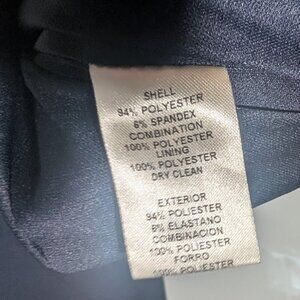 SHELL
94% POLYESTER
6% SPANDEX
COMBINATION
100% POLYESTER
LINING
100% POLYESTER
DRY CLEAN
EXTERIOR
94% POLIESTER
6% ELASTANO
COMBINACION
100% POLIESTER
FORRO
100% POLIESTER